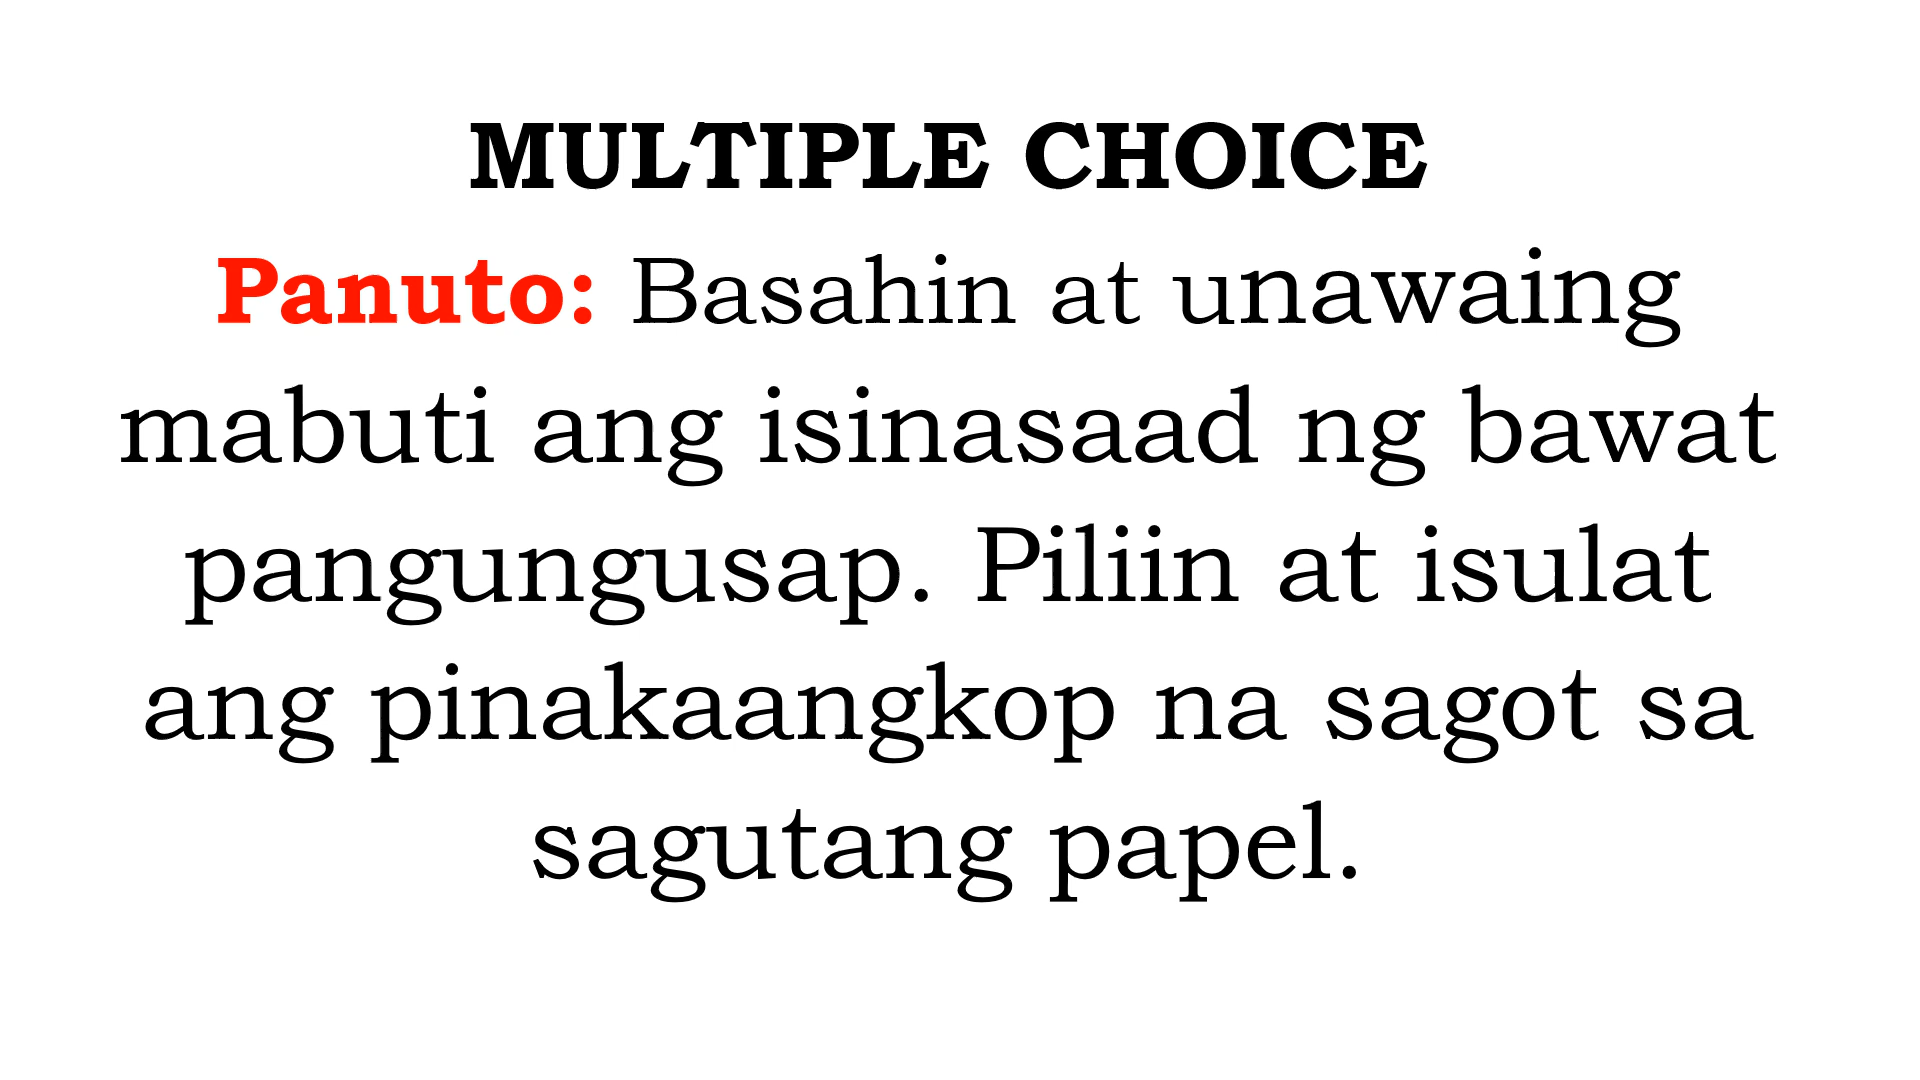 MULTIPLE CHOICE
Panuto: Basahin at unawaing
mabuti ang isinasaad ng bawat
pangungusap. Piliin at isulat
ang pinakaangkop na sagot sa
sagutang papel.